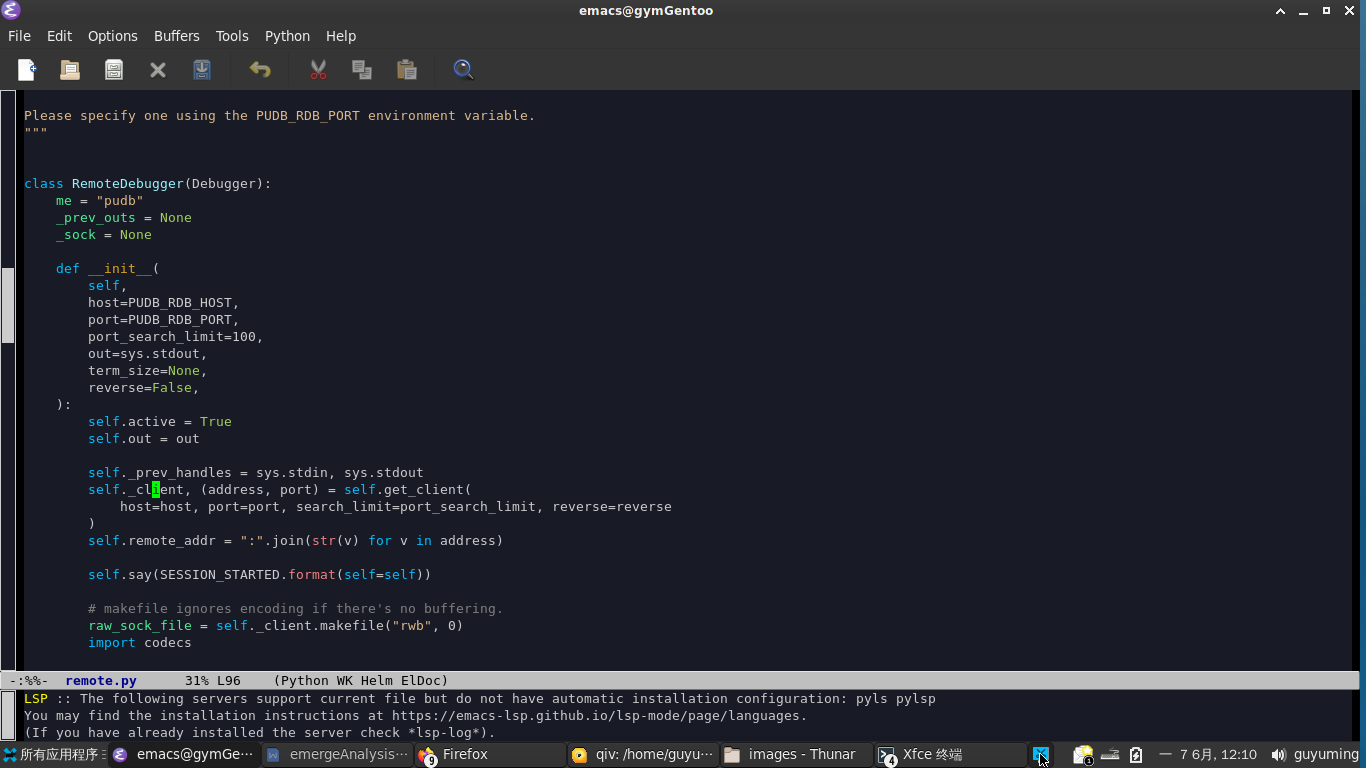 emacs@gymGentoo
File Edit Options Buffers Tools Python Help
Please specify one using the PUDB_RDB_PORT environment variable.
"""
class RemoteDebugger(Debugger):
    me = "pudb"
    _prev_outs = None
    _sock = None
    def __init__(
        self,
        host=PUDB_RDB_HOST,
        port=PUDB_RDB_PORT,
        port_search_limit=100,
        out=sys.stdout,
        term_size=None,
        reverse=False,
    ):
        self.active = True
        self.out = out
        self._prev_handles = sys.stdin, sys.stdout
        self._client, (address, port) = self.get_client(
            host=host, port=port, search_limit=port_search_limit, reverse=reverse
        )
        self.remote_addr = ":".join(str(v) for v in address)
        self.say(SESSION_STARTED.format(self=self))
        # makefile ignores encoding if there's no buffering.
        raw_sock_file = self._client.makefile("rwb", 0)
        import codecs
-:%%-  remote.py      31% L96    (Python WK Helm ElDoc)
LSP :: The following servers support current file but do not have automatic installation configuration: pyls pylsp
You may find the installation instructions at https://emacs-lsp.github.io/lsp-mode/page/languages.
(If you have already installed the server check *lsp-log*).
所有应用程序 emacs@gymGe··· emergeAnalysis··· 9 Firefox qiv: /home/guyu··· images - Thunar 4 Xfce 终端 1 一 7 6月, 12:10 guyuming